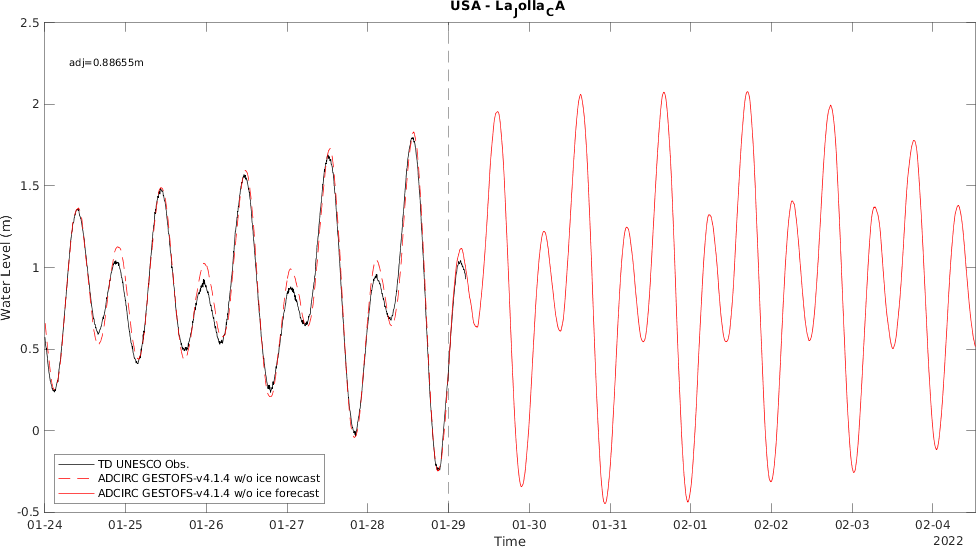 USA - LaJollaCA
adj=0.88655m
Water Level (m)
2.5
2
1.5
1
0.5
0
-0.5
TD UNESCO Obs.
ADCIRC GESTOFS-v4.1.4 w/o ice nowcast
ADCIRC GESTOFS-v4.1.4 w/o ice forecast
01-24 01-25 01-26 01-27 01-28 01-29 01-30 01-31 02-01 02-02 02-03 02-04
Time
2022